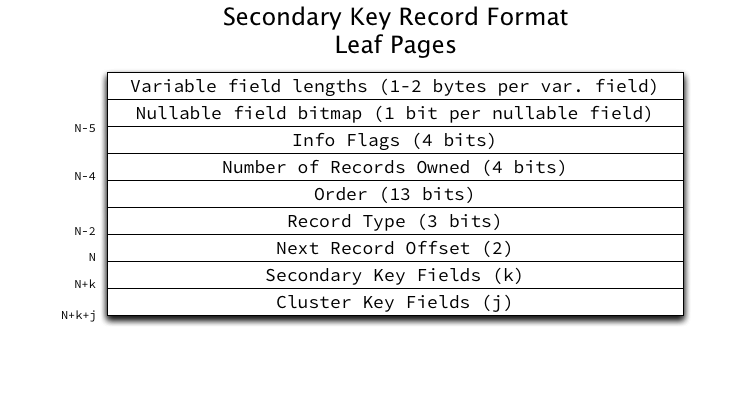 Secondary Key Record Format
Leaf Pages
Variable field lengths (1-2 bytes per var. field)
Nullable field bitmap (1 bit per nullable field)
N-5
Info Flags (4 bits)
Number of Records Owned (4 bits)
N-4
Order (13 bits)
Record Type (3 bits)
N-2
Next Record Offset (2)
N
Secondary Key Fields (k)
N+k
Cluster Key Fields (j)
N+k+j